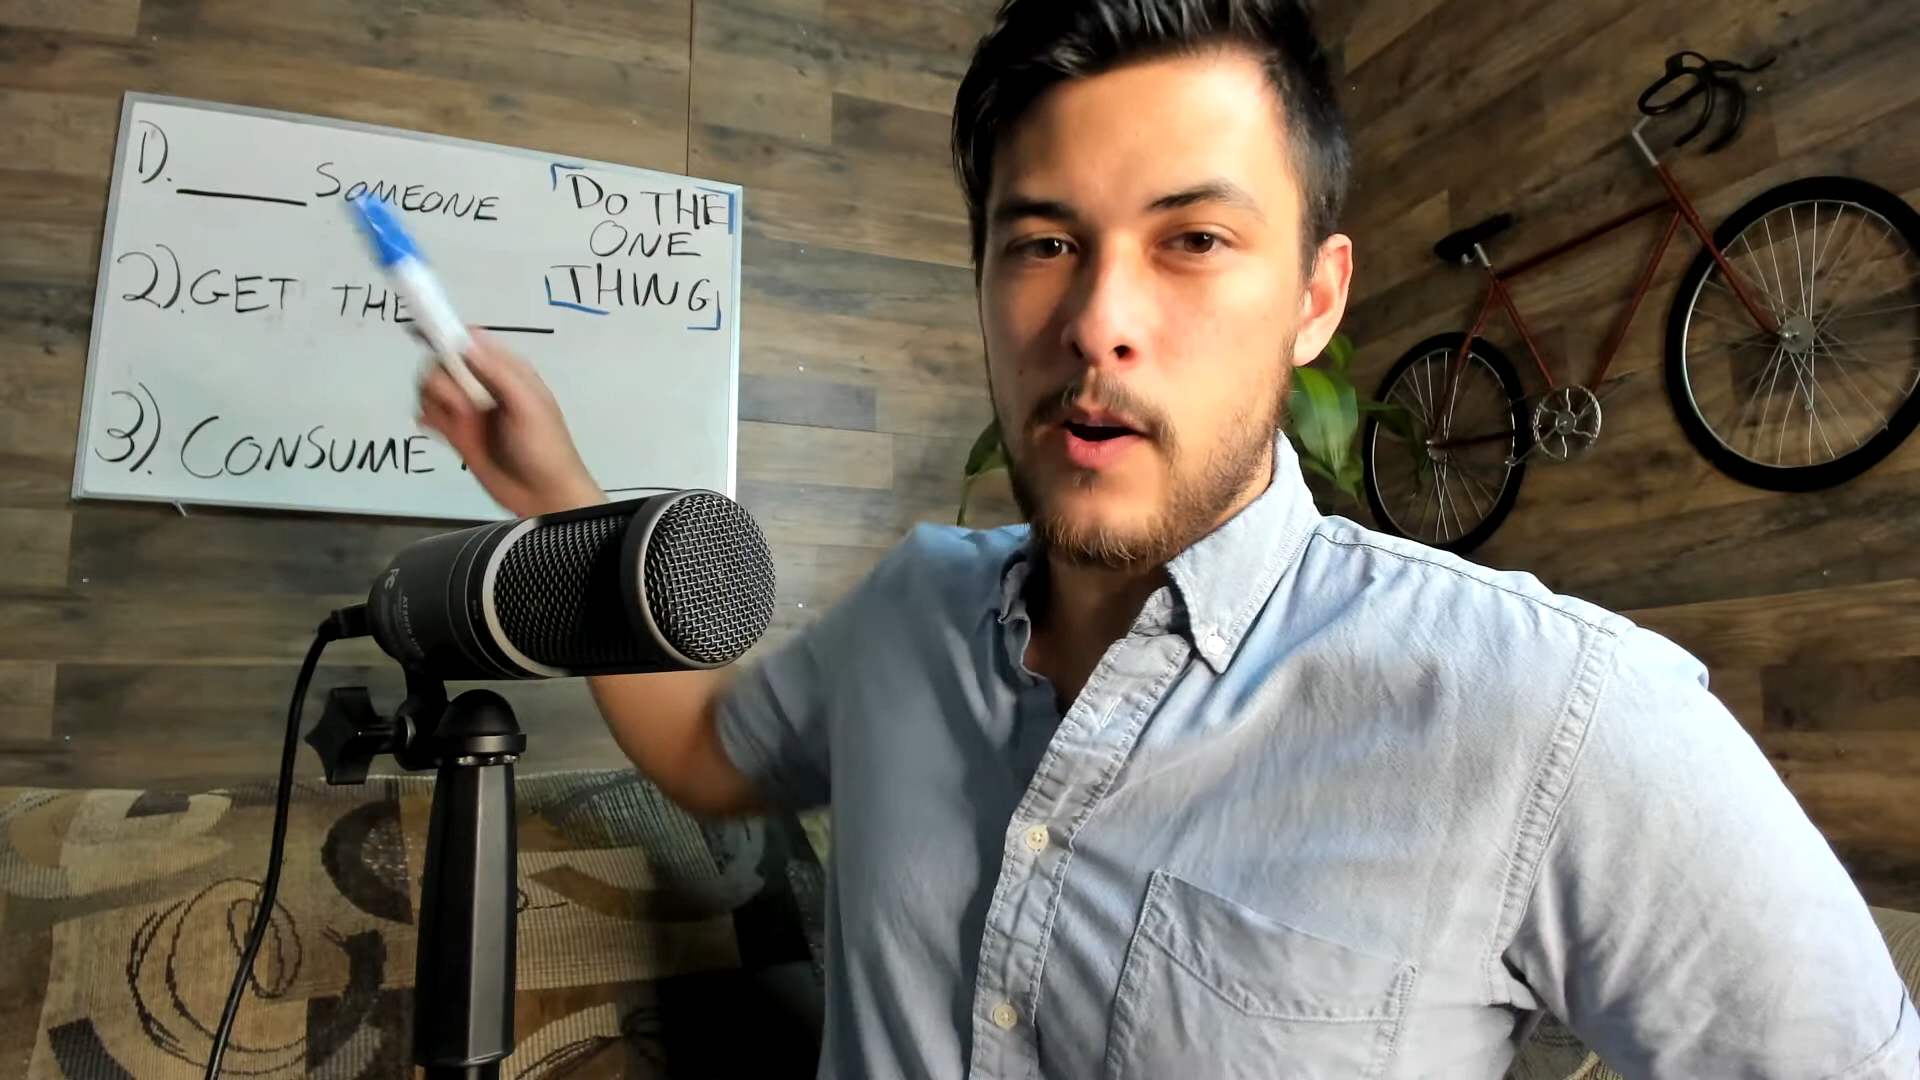 1). ____ SOMEONE
2). GET THE ____
3). CONSUME
DO THE
ONE
THING